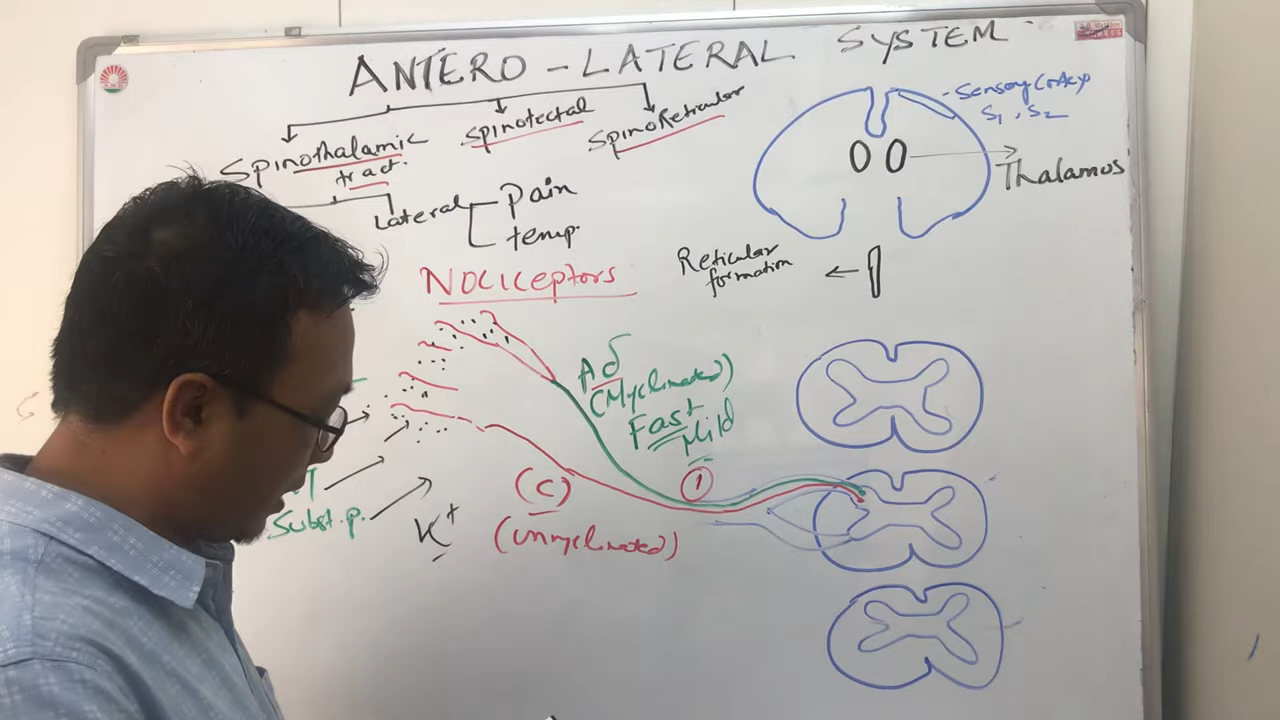 ANTERO - LATERAL SYSTEM
Spinothalamic
tract.
Spinotectal
SpinoReticular
Lateral
Pain
temp.
- Sensory Cortex
S1, S2
Thalamus
Reticular
formation
Nociceptors
Aδ
(Myelinated)
Fast
Mild
1
(C)
(Unmyelinated)
Subst.p.
K+